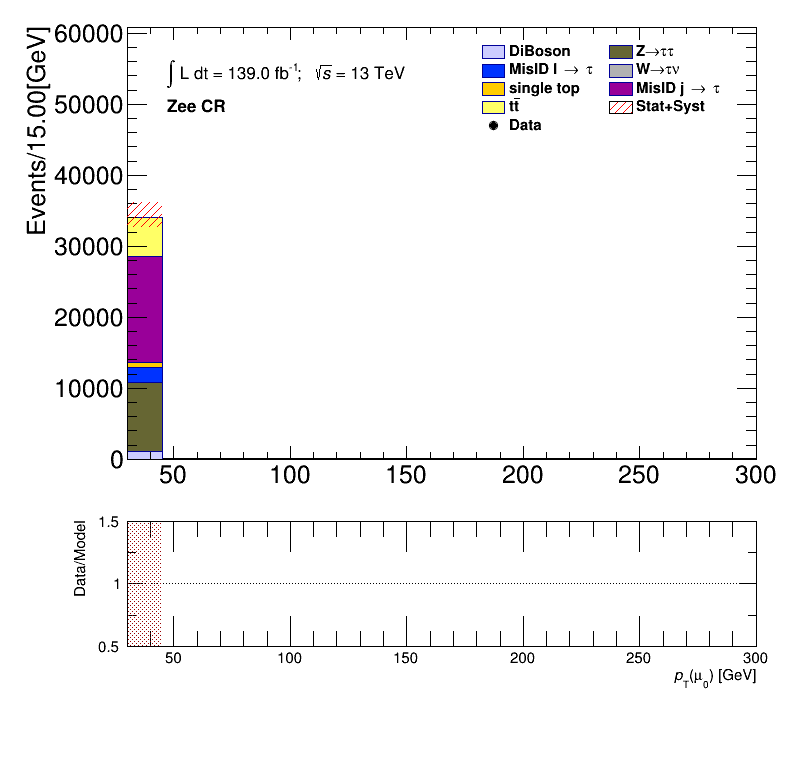 60000
50000
40000
30000
20000
10000
0
Events/15.00[GeV]
∫ L dt = 139.0 fb⁻¹; √s = 13 TeV
Zee CR
DiBoson
MisID l → τ
single top
tt̄
Data
Z→ττ
W→τν
MisID j → τ
Stat+Syst
50 100 150 200 250 300
1.5
1
0.5
Data/Model
50 100 150 200 250 300
p_T(μ₀) [GeV]